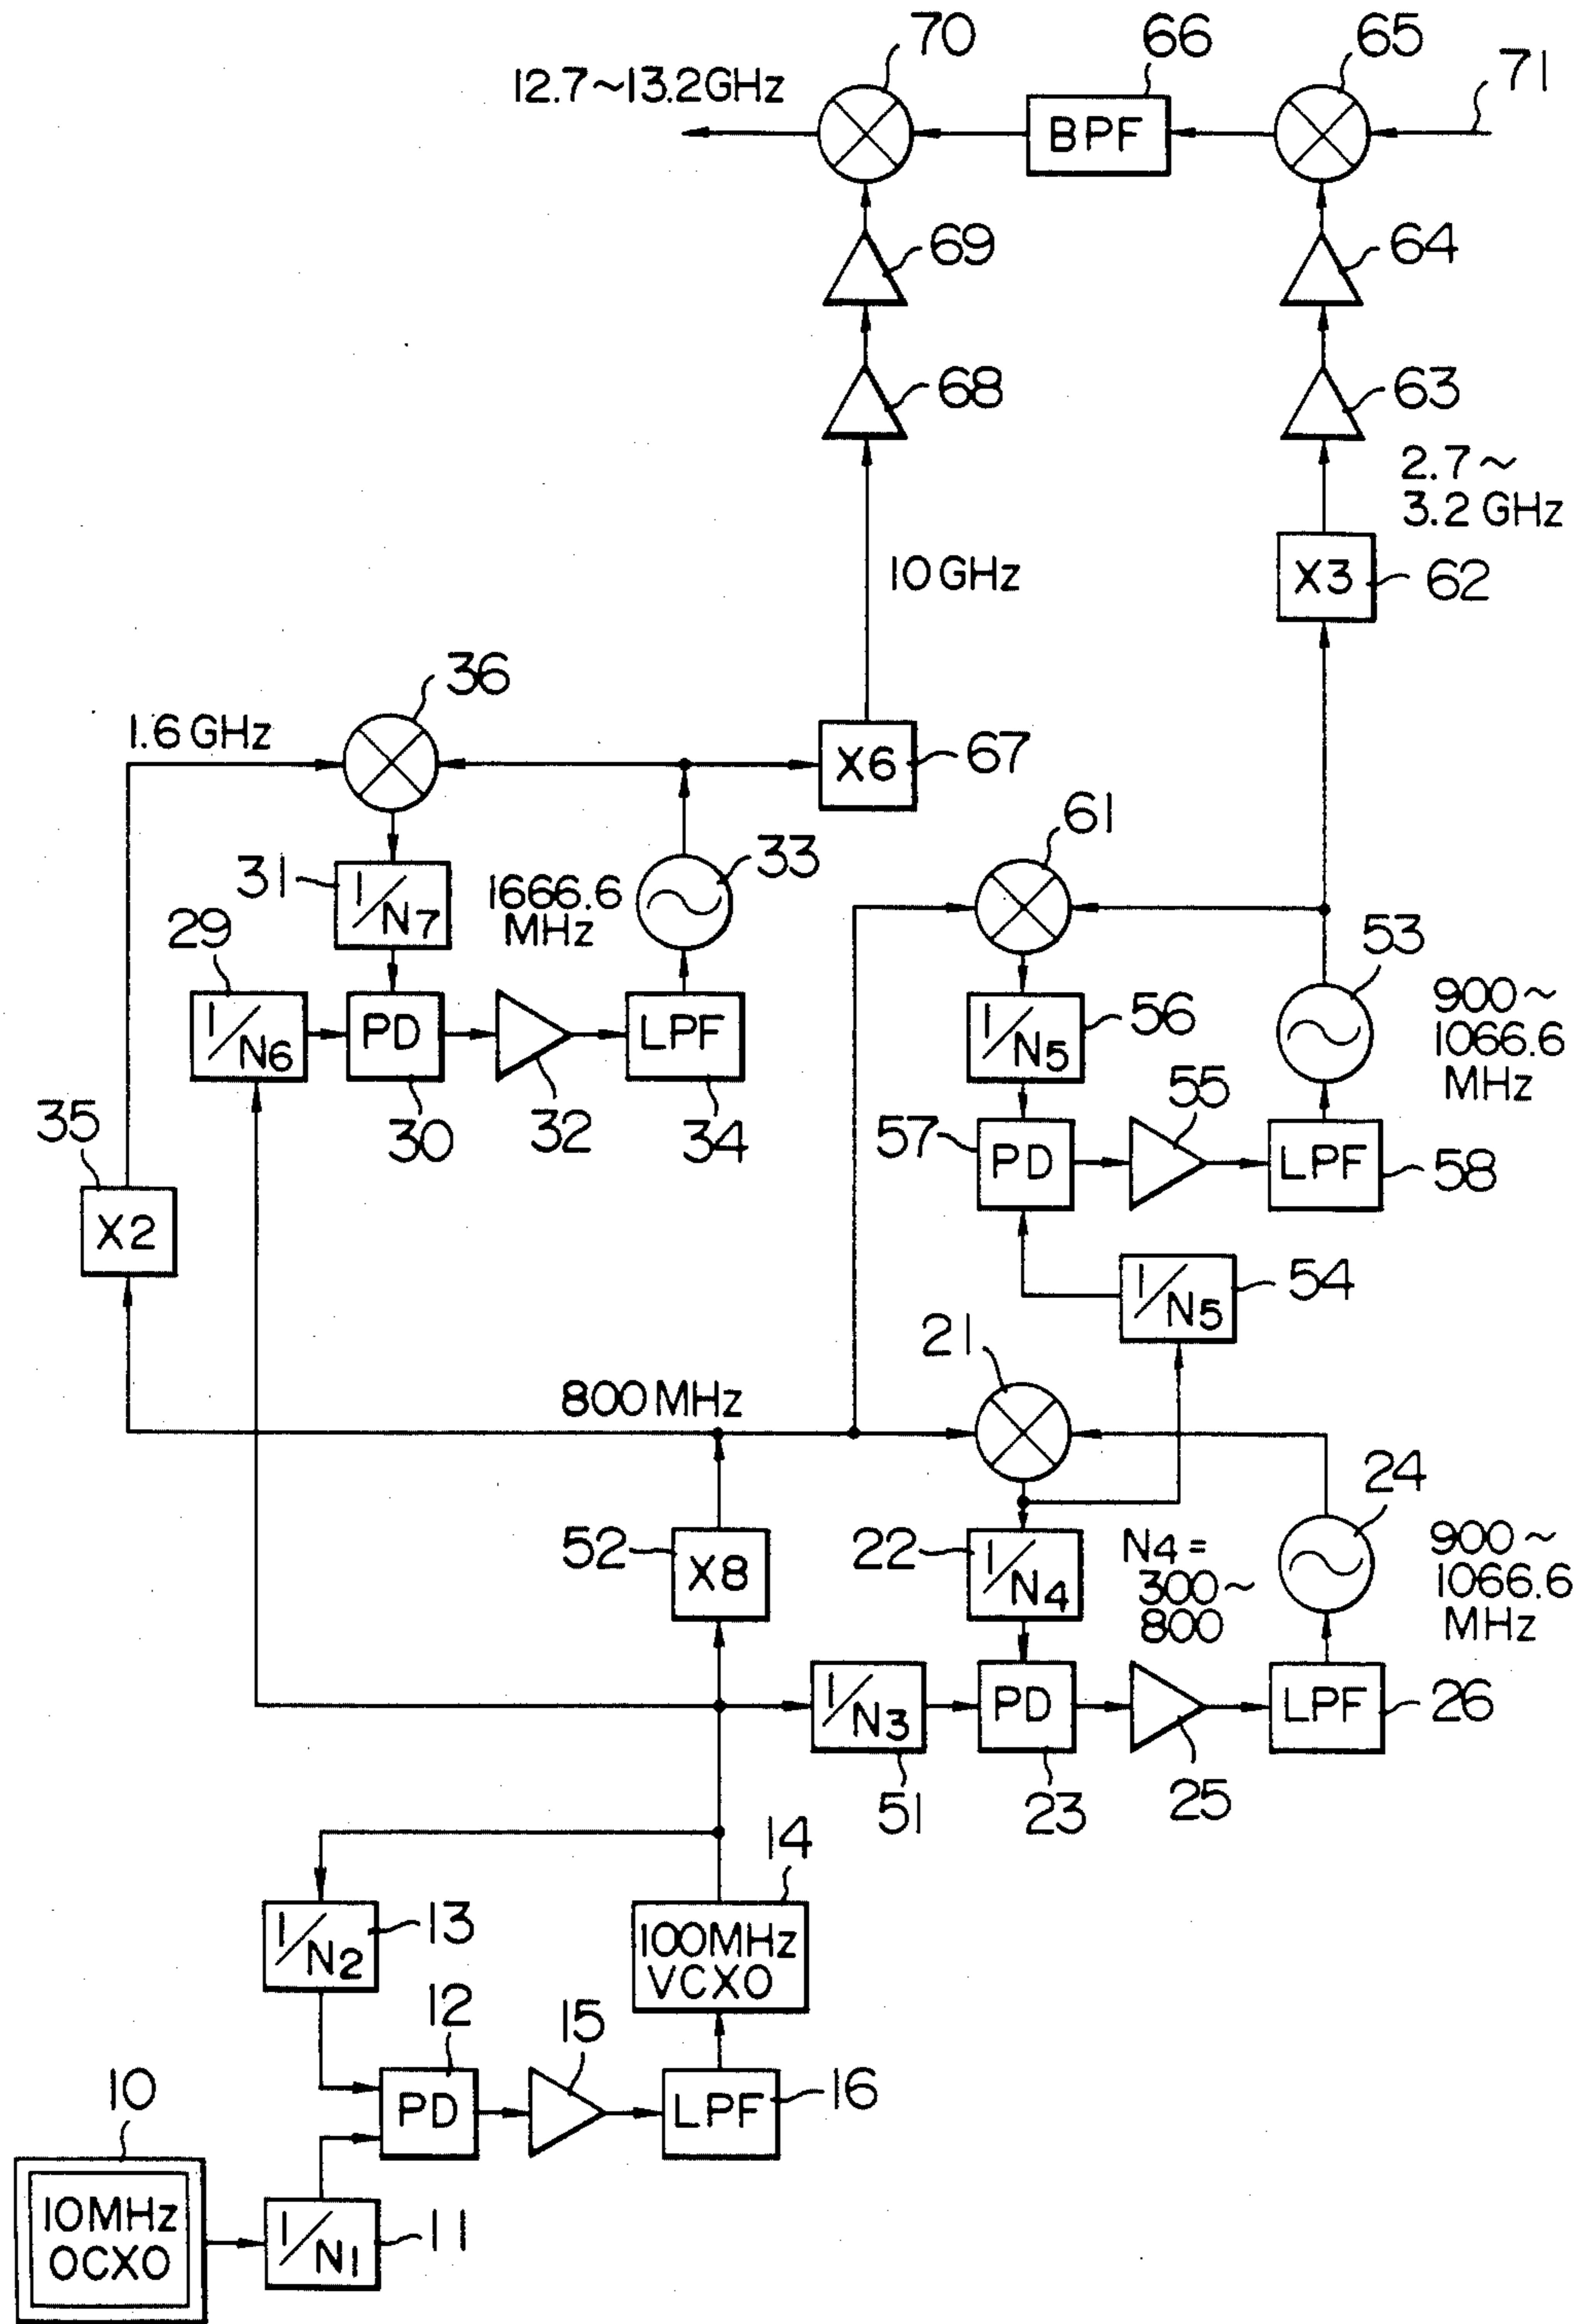 70
66
65
71
12.7~13.2GHz
BPF
69
64
68
63
2.7~
3.2 GHz
10 GHz
X3
62
36
1.6 GHz
X6
67
61
31
1/N7
1666.6
MHz
33
29
53
1/N6
PD
LPF
1/N5
56
900~
1066.6
MHz
55
35
30
32
34
57
PD
LPF
58
X2
1/N5
54
21
800 MHz
24
52
X8
22
1/N4
N4 =
300~
800
900~
1066.6
MHz
1/N3
PD
LPF
26
51
23
25
14
1/N2
13
100MHz
VCXO
12
15
10
PD
LPF
16
10MHz
OCXO
1/N1
11